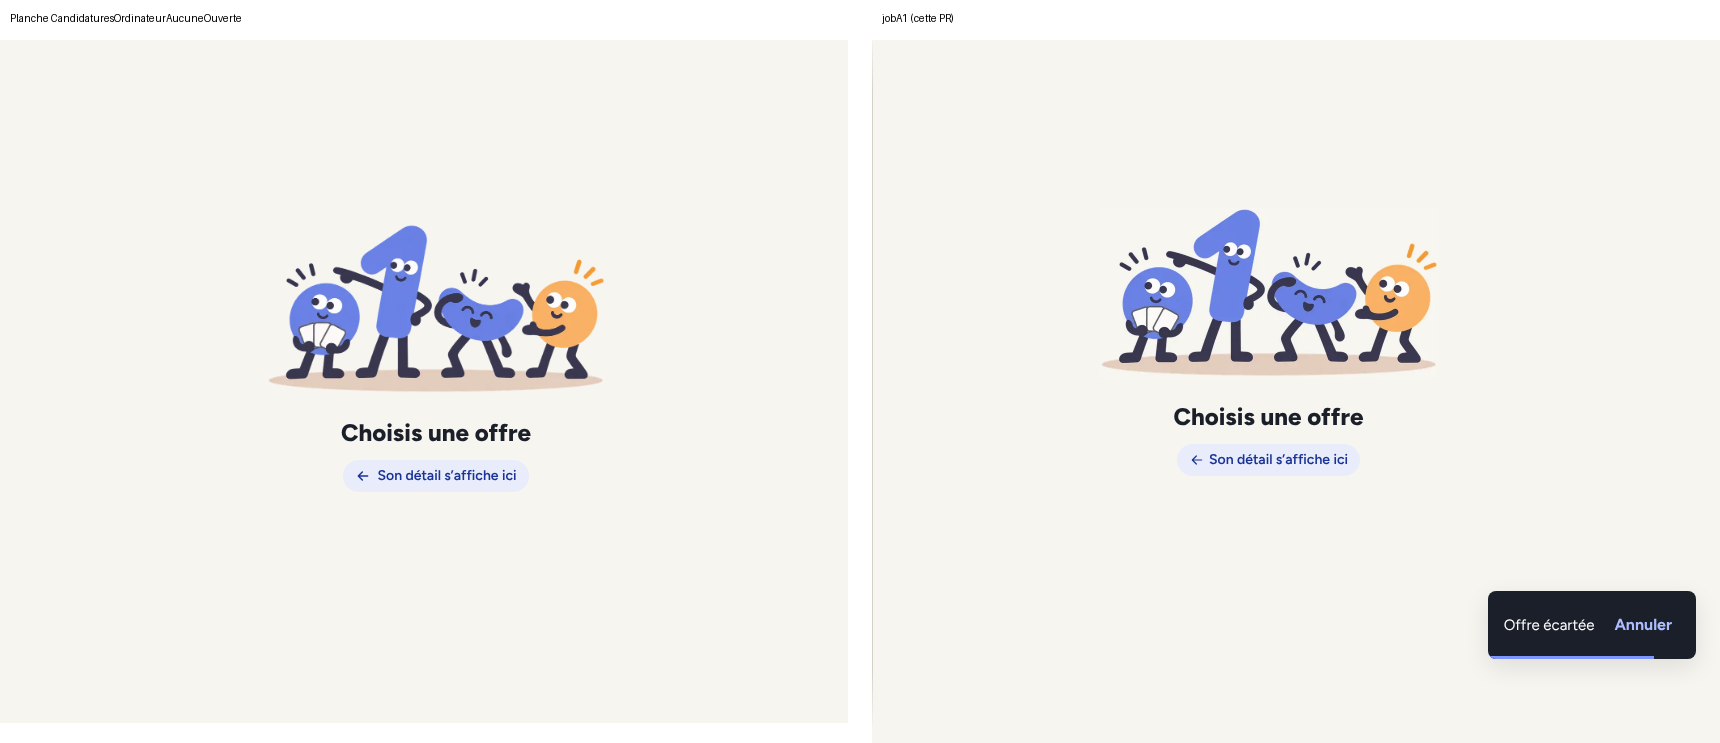 Planche CandidaturesOrdinateurAucuneOuverte
jobA1 (cette PR)
Choisis une offre
← Son détail s’affiche ici
Choisis une offre
← Son détail s’affiche ici
Offre écartée Annuler